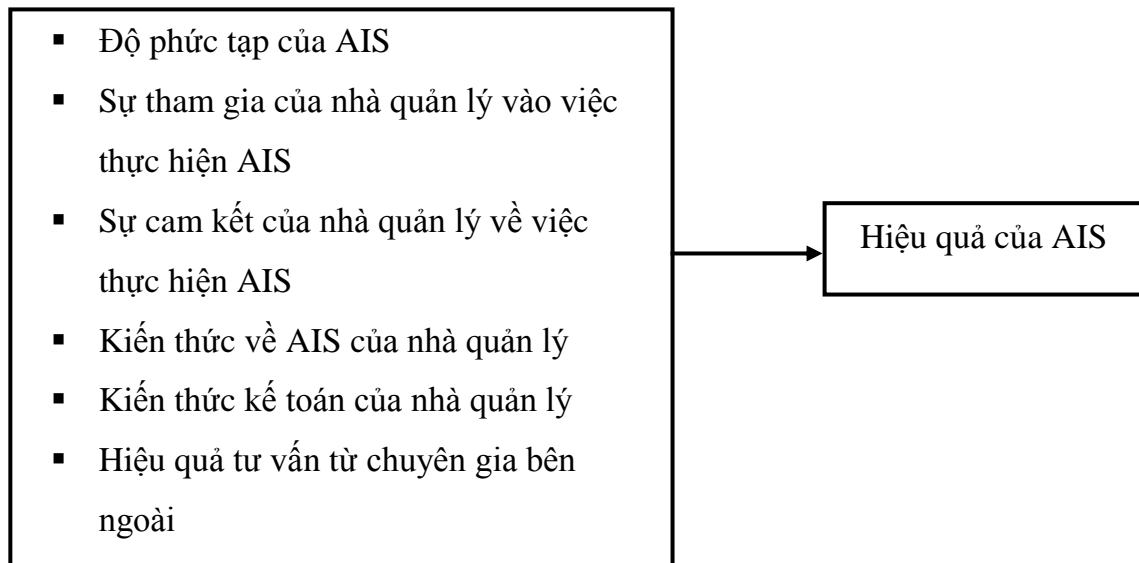 ▪ Độ phức tạp của AIS
▪ Sự tham gia của nhà quản lý vào việc
thực hiện AIS
▪ Sự cam kết của nhà quản lý về việc
thực hiện AIS
▪ Kiến thức về AIS của nhà quản lý
▪ Kiến thức kế toán của nhà quản lý
▪ Hiệu quả tư vấn từ chuyên gia bên
ngoài
Hiệu quả của AIS